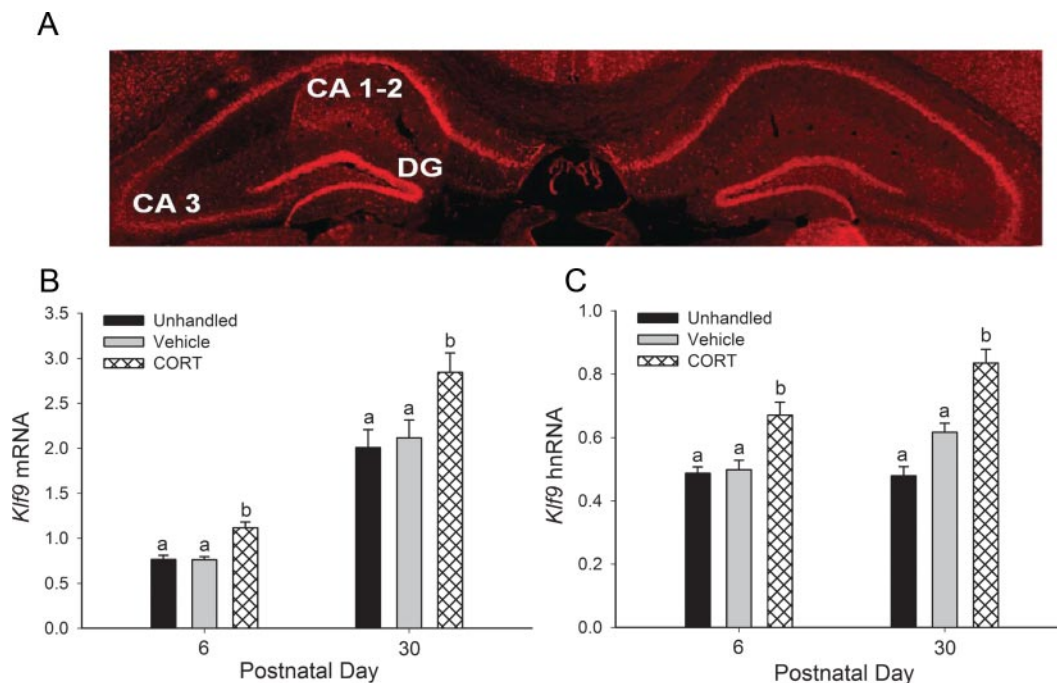 A
CA 1-2
DG
CA 3
B
3.5
3.0
2.5
2.0
1.5
1.0
0.5
0.0
Klf9 mRNA
Unhandled
Vehicle
CORT
a
a
b
a
a
b
6
30
Postnatal Day
C
1.0
0.8
0.6
0.4
0.2
0.0
Klf9 hnRNA
Unhandled
Vehicle
CORT
a
a
b
a
a
b
6
30
Postnatal Day